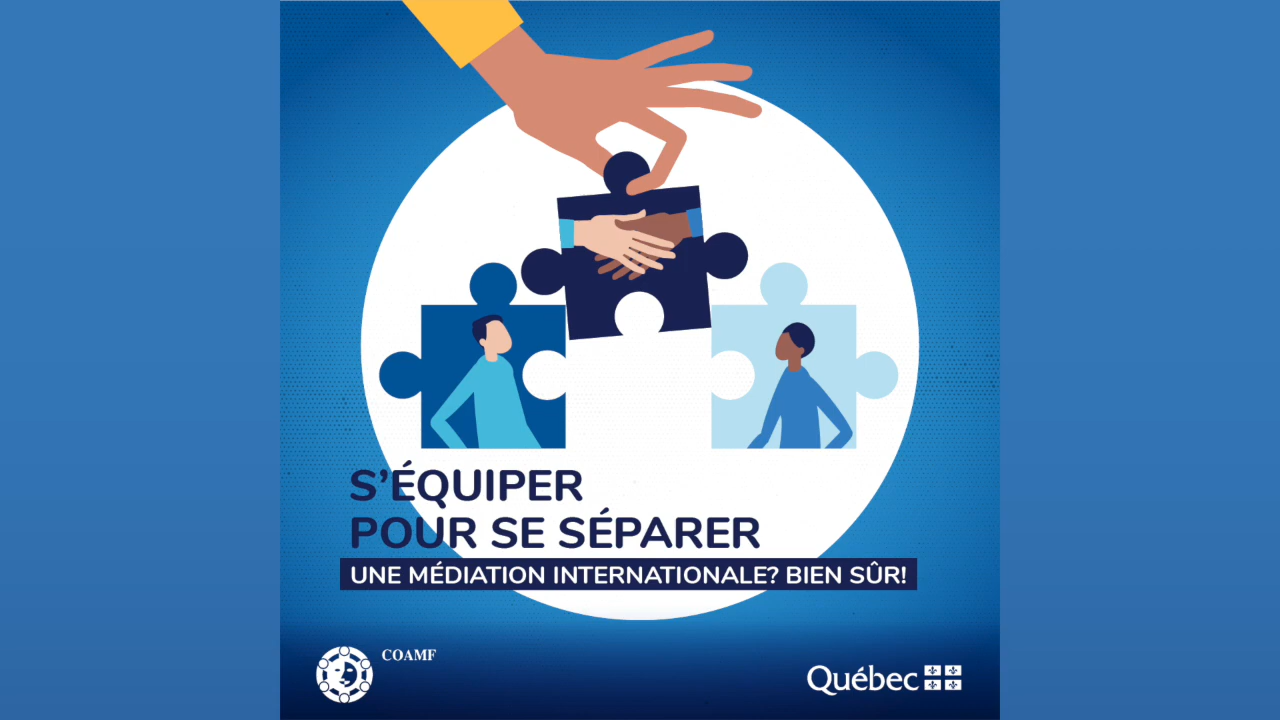 S'ÉQUIPER
POUR SE SÉPARER
UNE MÉDIATION INTERNATIONALE? BIEN SÛR!
COAMF
Québec